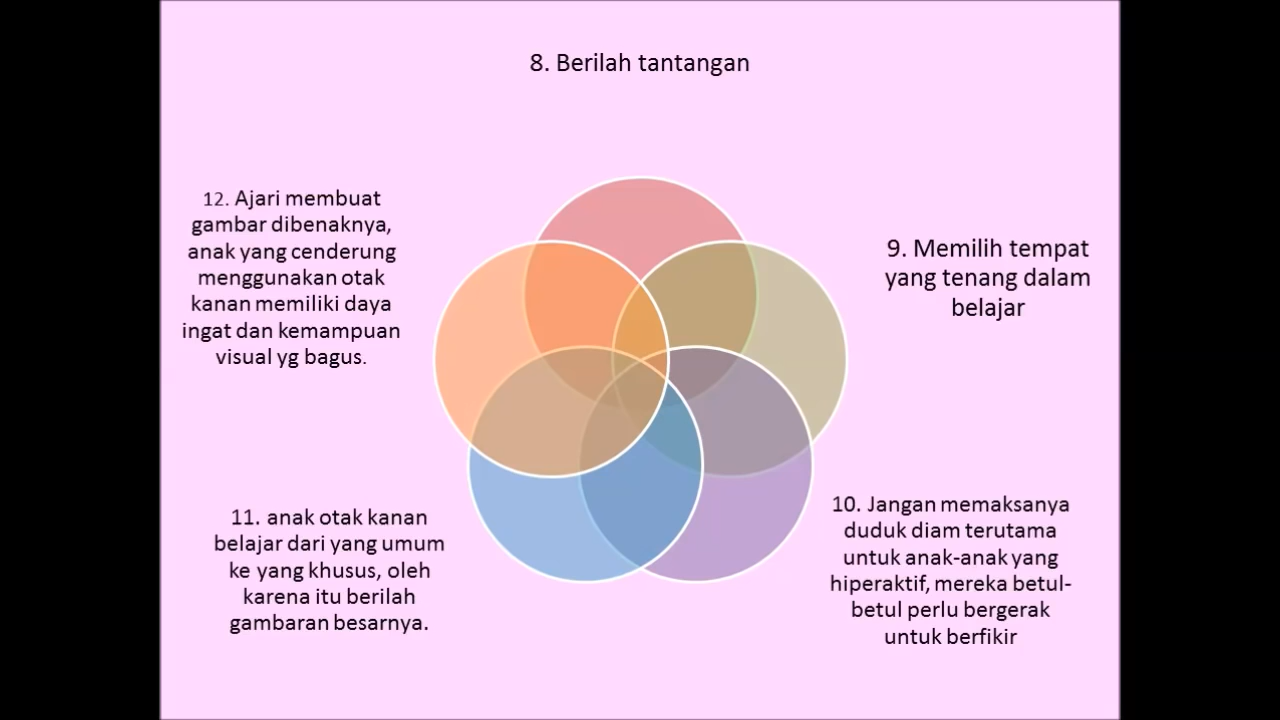 8. Berilah tantangan
9. Memilih tempat
yang tenang dalam
belajar
10. Jangan memaksanya
duduk diam terutama
untuk anak-anak yang
hiperaktif, mereka betul-
betul perlu bergerak
untuk berfikir
11. anak otak kanan
belajar dari yang umum
ke yang khusus, oleh
karena itu berilah
gambaran besarnya.
12. Ajari membuat
gambar dibenaknya,
anak yang cenderung
menggunakan otak
kanan memiliki daya
ingat dan kemampuan
visual yg bagus.